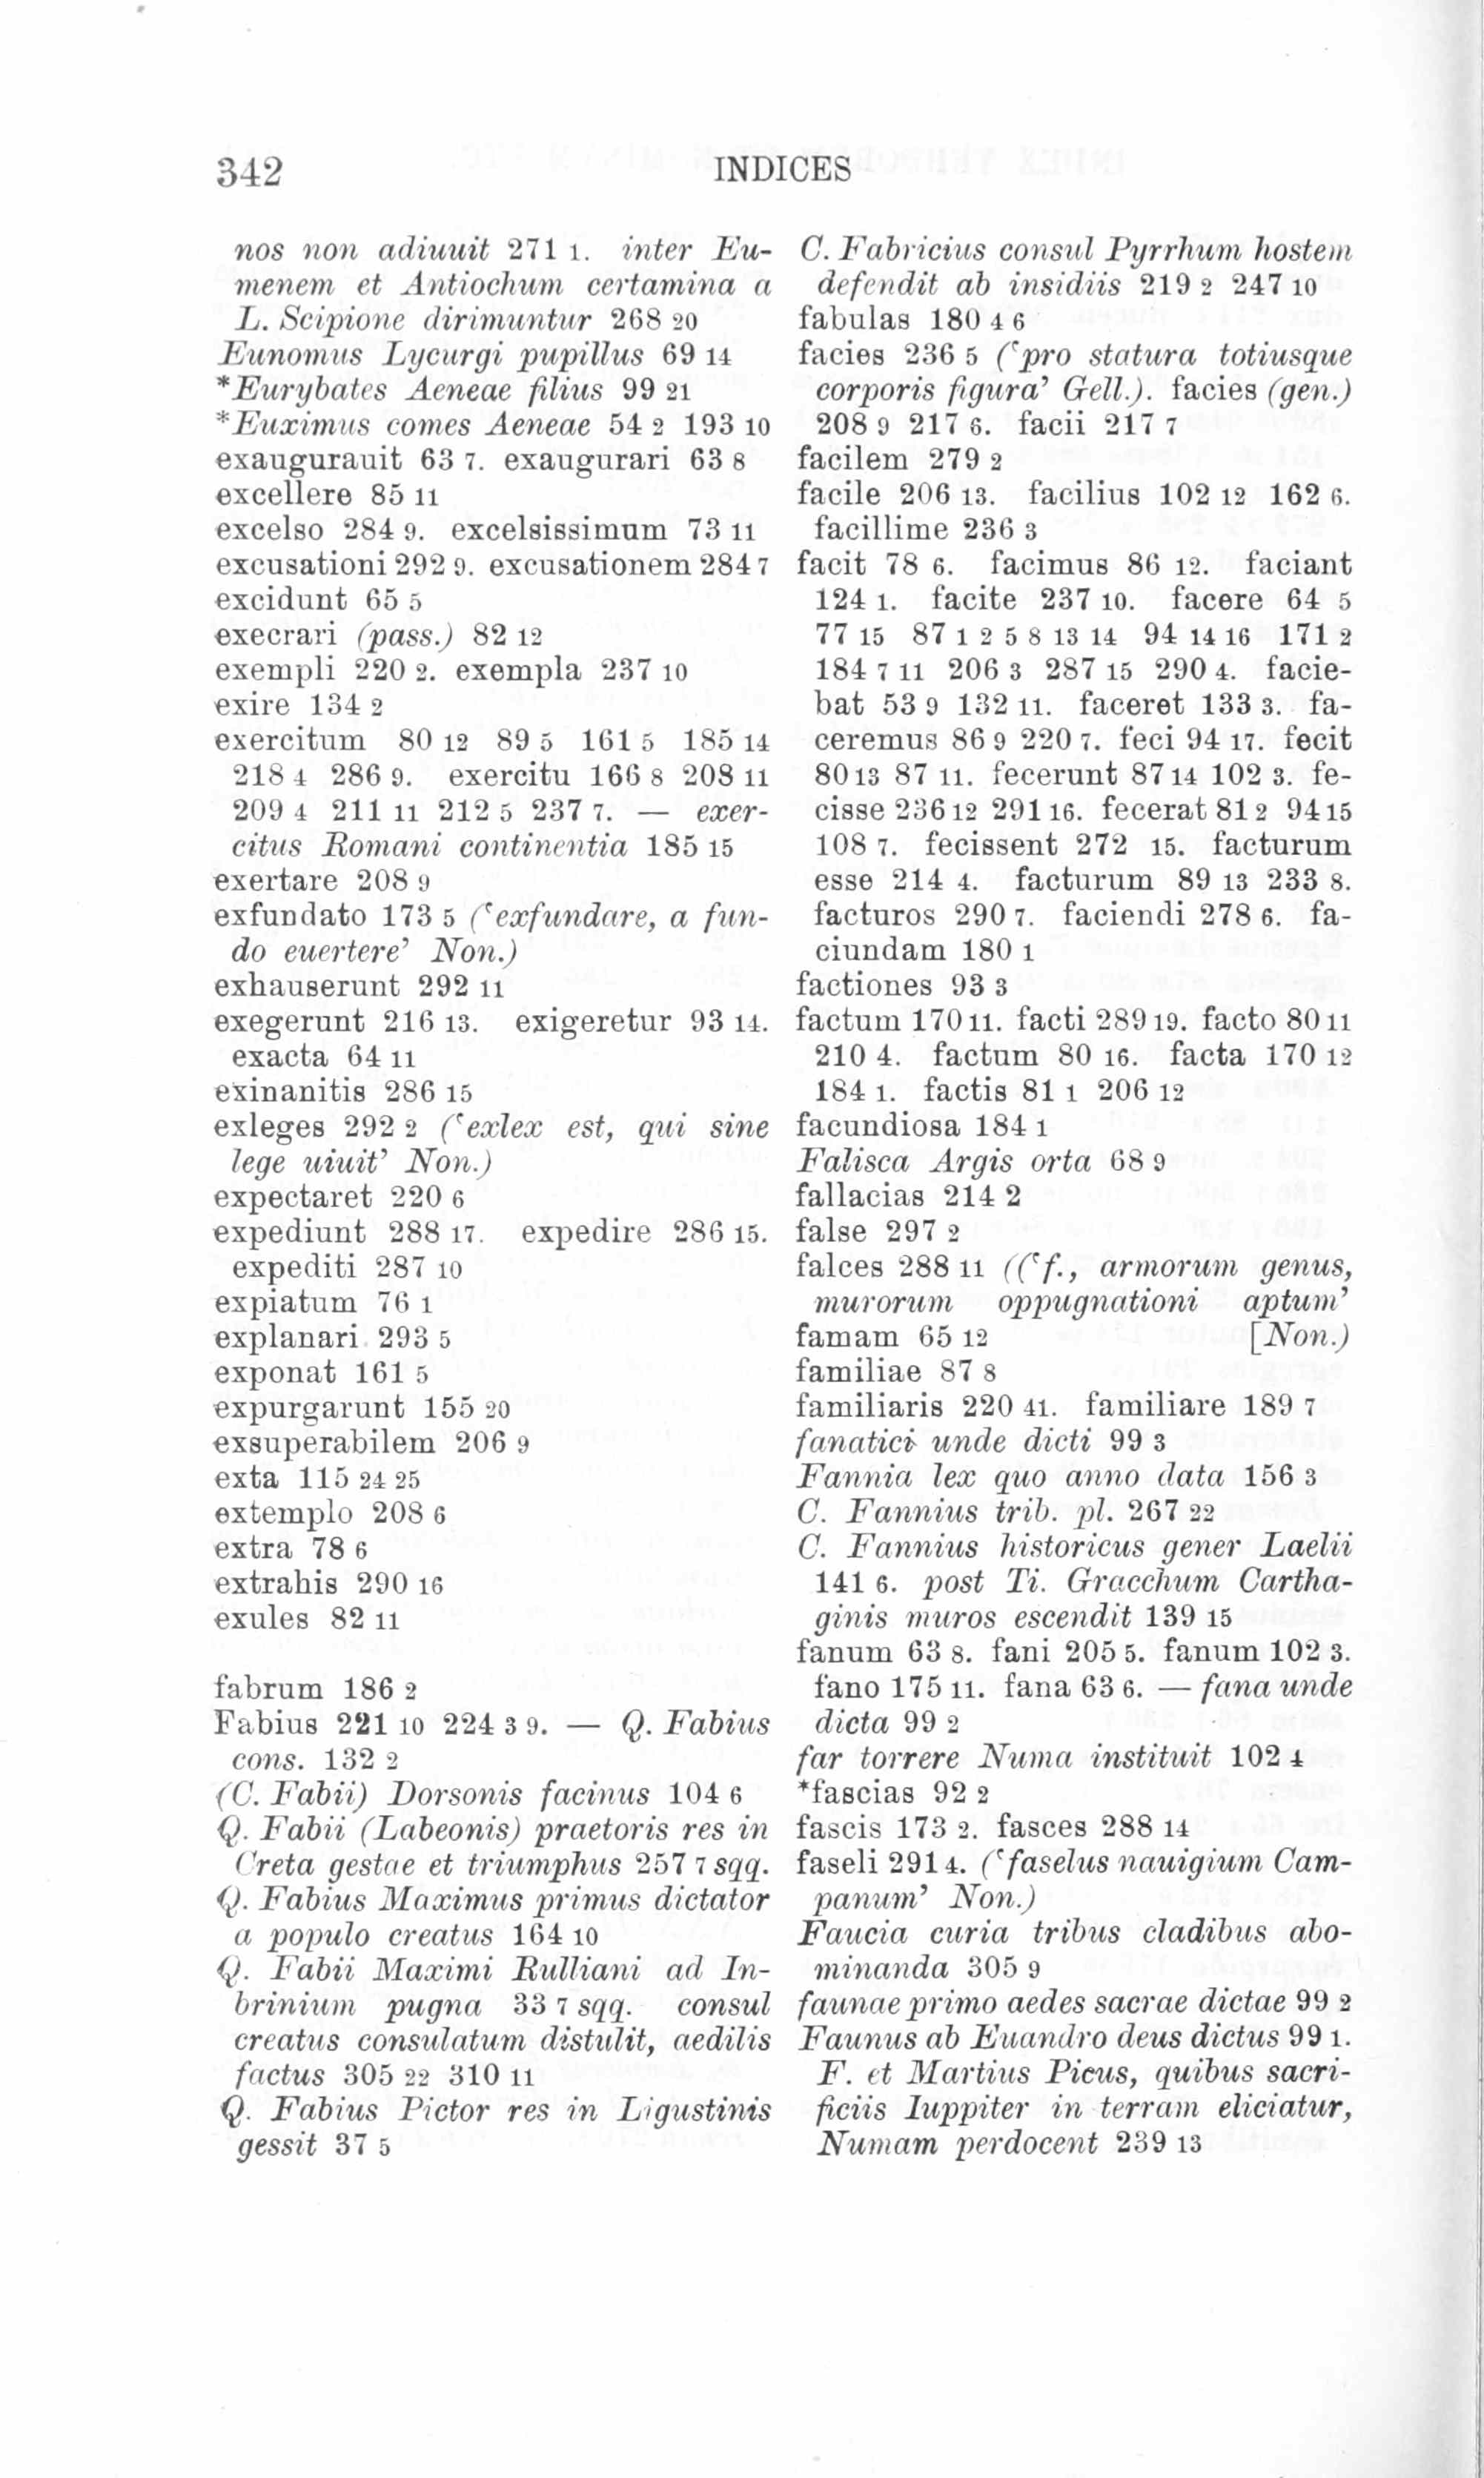 342
INDICES
nos non adiuuit 271 1. inter Eu-
menem et Antiochum certamina a
L. Scipione dirimuntur 268 20
Eunomus Lycurgi pupillus 69 14
*Eurybates Aeneae filius 99 21
*Euximus comes Aeneae 54 2 193 10
exaugurauit 63 7. exaugurari 63 8
excellere 85 11
excelso 284 9. excelsissimum 73 11
excusationi 292 9. excusationem 284 7
excidunt 65 5
execrari (pass.) 82 12
exempli 220 2. exempla 237 10
exire 134 2
exercitum 80 12 89 5 161 5 185 14
218 4 286 9. exercitu 166 8 208 11
209 4 211 11 212 5 237 7. — exer-
citus Romani continentia 185 15
exertare 208 9
exfundato 173 5 (‘exfundare, a fun-
do euertere’ Non.)
exhauserunt 292 11
exegerunt 216 13. exigeretur 93 14.
exacta 64 11
exinanitis 286 15
exleges 292 2 (‘exlex est, qui sine
lege uiuit’ Non.)
expectaret 220 6
expediunt 288 17. expedire 286 15.
expediti 287 10
expiatum 76 1
explanari 293 5
exponat 161 5
expurgarunt 155 20
exsuperabilem 206 9
exta 115 24 25
extemplo 208 6
extra 78 6
extrahis 290 16
exules 82 11
fabrum 186 2
Fabius 221 10 224 3 9. — Q. Fabius
cons. 132 2
(C. Fabii) Dorsonis facinus 104 6
Q. Fabii (Labeonis) praetoris res in
Creta gestae et triumphus 257 7 sqq.
Q. Fabius Maximus primus dictator
a populo creatus 164 10
Q. Fabii Maximi Rulliani ad In-
brinium pugna 33 7 sqq. consul
creatus consulatum distulit, aedilis
factus 305 22 310 11
Q. Fabius Pictor res in Ligustinis
gessit 37 5
C. Fabricius consul Pyrrhum hostem
defendit ab insidiis 219 2 247 10
fabulas 180 4 6
facies 236 5 (‘pro statura totiusque
corporis figura’ Gell.). facies (gen.)
208 9 217 6. facii 217 7
facilem 279 2
facile 206 13. facilius 102 12 162 6.
facillime 236 3
facit 78 6. facimus 86 12. faciant
124 1. facite 237 10. facere 64 5
77 15 87 1 2 5 8 13 14 94 14 16 171 2
184 7 11 206 3 287 15 290 4. facie-
bat 53 9 132 11. faceret 133 3. fa-
ceremus 86 9 220 7. feci 94 17. fecit
80 13 87 11. fecerunt 87 14 102 3. fe-
cisse 236 12 291 16. fecerat 81 2 94 15
108 7. fecissent 272 15. facturum
esse 214 4. facturum 89 13 233 8.
facturos 290 7. faciendi 278 6. fa-
ciundam 180 1
factiones 93 3
factum 170 11. facti 289 19. facto 80 11
210 4. factum 80 16. facta 170 12
184 1. factis 81 1 206 12
facundiosa 184 1
Falisca Argis orta 68 9
fallacias 214 2
false 297 2
falces 288 11 ((‘f., armorum genus,
murorum oppugnationi aptum’
famam 65 12 [Non.)
familiae 87 8
familiaris 220 41. familiare 189 7
fanatici unde dicti 99 3
Fannia lex quo anno data 156 3
C. Fannius trib. pl. 267 22
C. Fannius historicus gener Laelii
141 6. post Ti. Gracchum Cartha-
ginis muros escendit 139 15
fanum 63 8. fani 205 5. fanum 102 3.
fano 175 11. fana 63 6. — fana unde
dicta 99 2
far torrere Numa instituit 102 4
*fascias 92 2
fascis 173 2. fasces 288 14
faseli 291 4. (‘faselus nauigium Cam-
panum’ Non.)
Faucia curia tribus cladibus abo-
minanda 305 9
faunae primo aedes sacrae dictae 99 2
Faunus ab Euandro deus dictus 99 1.
F. et Martius Picus, quibus sacri-
ficiis Iuppiter in terram eliciatur,
Numam perdocent 239 13